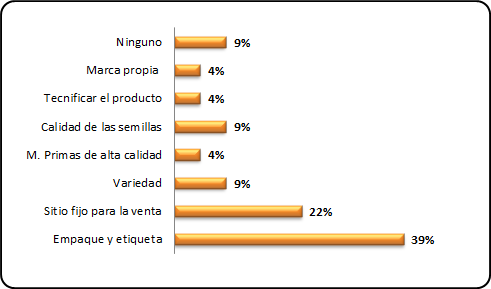 Ninguno 9%
Marca propia 4%
Tecnificar el producto 4%
Calidad de las semillas 9%
M. Primas de alta calidad 4%
Variedad 9%
Sitio fijo para la venta 22%
Empaque y etiqueta 39%